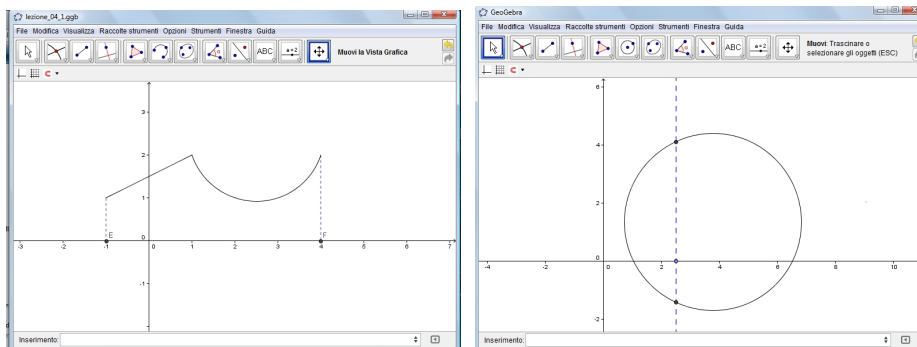 lezione_04_1.ggb
File Modifica Visualizza Raccolte strumenti Opzioni Strumenti Finestra Guida
ABC a=2 Muovi la Vista Grafica
3
2
1
0
-1
E F
-3 -2 -1 0 1 2 3 4 5 6 7
Inserimento:
GeoGebra
File Modifica Visualizza Raccolte strumenti Opzioni Strumenti Finestra Guida
ABC a=2 Muovi: Trascinare o
selezionare gli oggetti (ESC)
6
4
2
0
-2
-4 -2 0 2 4 6 8 10
Inserimento: